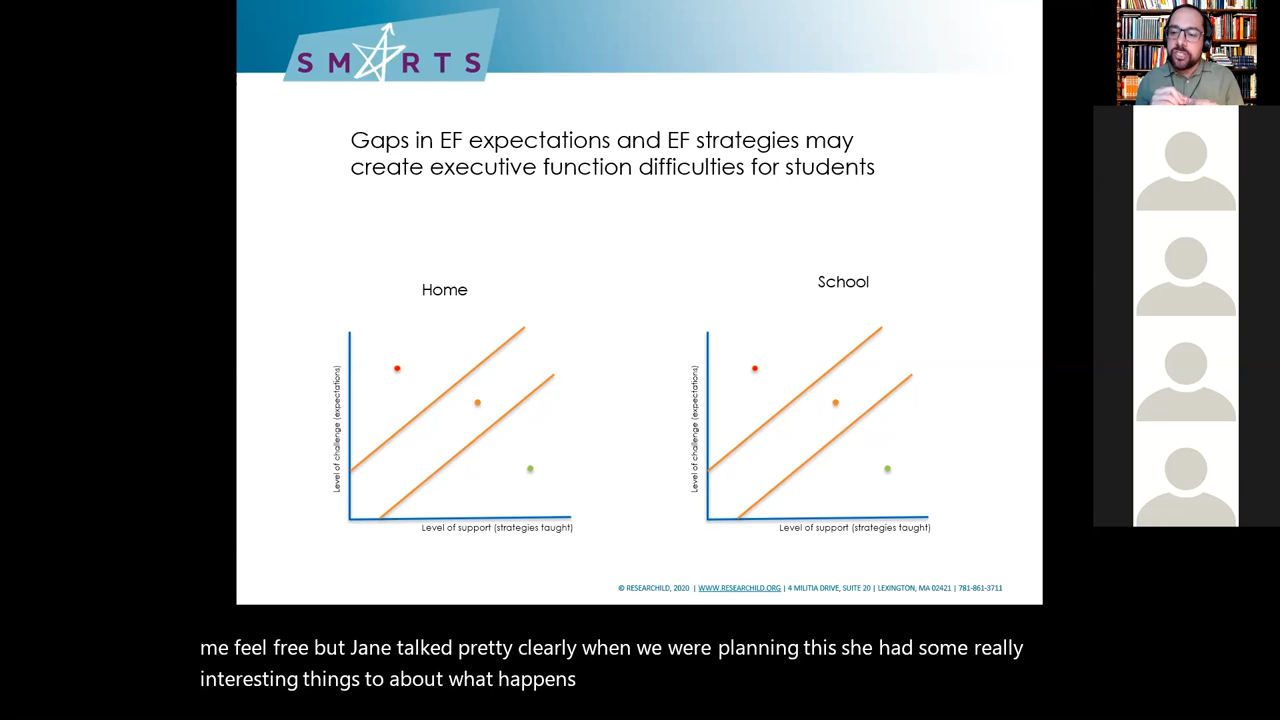 SMARTS
Gaps in EF expectations and EF strategies may
create executive function difficulties for students
Home
School
Level of challenge (expectations)
Level of support (strategies taught)
Level of challenge (expectations)
Level of support (strategies taught)
© RESEARCHILD, 2020 | WWW.RESEARCHILD.ORG | 4 MILITIA DRIVE, SUITE 20 | LEXINGTON, MA 02421 | 781-861-3711
me feel free but Jane talked pretty clearly when we were planning this she had some really
interesting things to about what happens